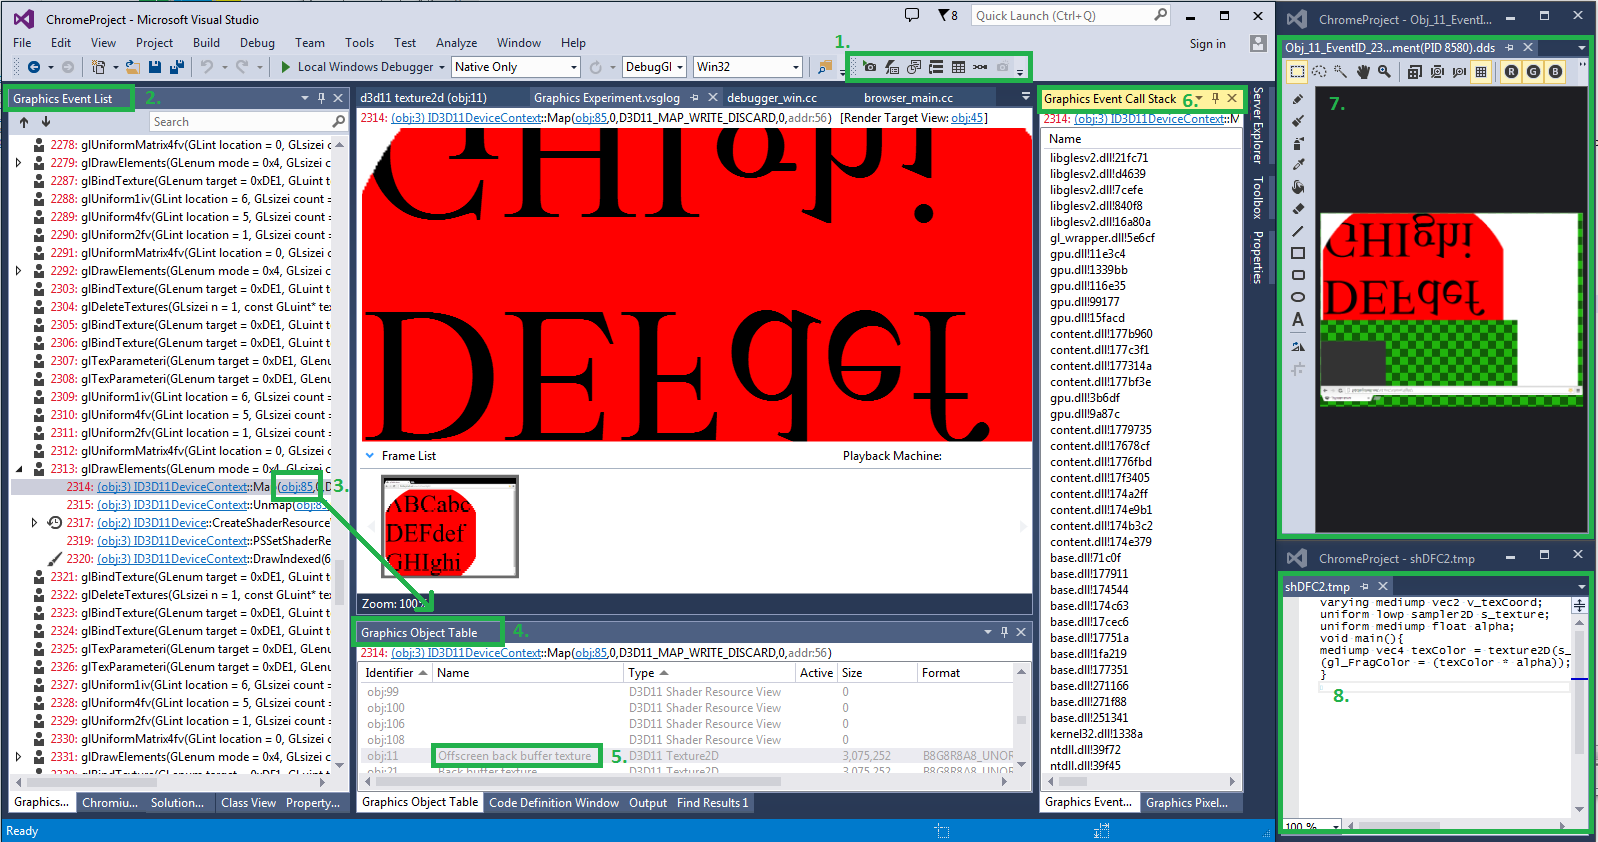 ChromeProject - Microsoft Visual Studio
8
Quick Launch (Ctrl+Q)
File Edit View Project Build Debug Team Tools Test Analyze Window Help
Sign in
1.
Local Windows Debugger
Native Only
DebugGl
Win32
Graphics Event List
2.
Search
2278: glUniformMatrix4fv(GLint location = 0, GLsizei c
2279: glDrawElements(GLenum mode = 0x4, GLsizei c
2287: glBindTexture(GLenum target = 0xDE1, GLuint t
2288: glUniform1iv(GLint location = 6, GLsizei count =
2289: glUniform4fv(GLint location = 5, GLsizei count =
2290: glUniform2fv(GLint location = 1, GLsizei count =
2291: glUniformMatrix4fv(GLint location = 0, GLsizei c
2292: glDrawElements(GLenum mode = 0x4, GLsizei c
2303: glBindTexture(GLenum target = 0xDE1, GLuint t
2304: glDeleteTextures(GLsizei n = 1, const GLuint* tex
2305: glBindTexture(GLenum target = 0xDE1, GLuint t
2306: glBindTexture(GLenum target = 0xDE1, GLuint t
2307: glTexParameteri(GLenum target = 0xDE1, GLenu
2308: glTexParameteri(GLenum target = 0xDE1, GLenu
2309: glUniform1iv(GLint location = 6, GLsizei count =
2310: glUniform4fv(GLint location = 5, GLsizei count =
2311: glUniform2fv(GLint location = 1, GLsizei count =
2312: glUniformMatrix4fv(GLint location = 0, GLsizei c
2313: glDrawElements(GLenum mode = 0x4, GLsizei c
2314: (obj:3) ID3D11DeviceContext::Map(obj:85,0,D
3.
2315: (obj:3) ID3D11DeviceContext::Unmap(obj:85
2317: (obj:2) ID3D11Device::CreateShaderResource
2319: (obj:3) ID3D11DeviceContext::PSSetShaderRe
2320: (obj:3) ID3D11DeviceContext::DrawIndexed(6
2321: glBindTexture(GLenum target = 0xDE1, GLuint t
2322: glDeleteTextures(GLsizei n = 1, const GLuint* tex
2323: glBindTexture(GLenum target = 0xDE1, GLuint t
2324: glBindTexture(GLenum target = 0xDE1, GLuint t
2325: glTexParameteri(GLenum target = 0xDE1, GLenu
2326: glTexParameteri(GLenum target = 0xDE1, GLenu
2327: glUniform1iv(GLint location = 6, GLsizei count =
2328: glUniform4fv(GLint location = 5, GLsizei count =
2329: glUniform2fv(GLint location = 1, GLsizei count =
2330: glUniformMatrix4fv(GLint location = 0, GLsizei c
2331: glDrawElements(GLenum mode = 0x4, GLsizei c
Graphics... Chromiu... Solution... Class View Property...
Ready
d3d11 texture2d (obj:11)
Graphics Experiment.vsglog
debugger_win.cc
browser_main.cc
2314: (obj:3) ID3D11DeviceContext::Map(obj:85,0,D3D11_MAP_WRITE_DISCARD,0,addr:56) [Render Target View: obj:45]
GHIghi
DEFdef
Frame List
Playback Machine:
ABCabc
DEFdef
GHIghi
Zoom: 100%
Graphics Object Table
4.
2314: (obj:3) ID3D11DeviceContext::Map(obj:85,0,D3D11_MAP_WRITE_DISCARD,0,addr:56)
Identifier Name Type Active Size Format
obj:99 D3D11 Shader Resource View 0
obj:100 D3D11 Shader Resource View 0
obj:106 D3D11 Shader Resource View 0
obj:108 D3D11 Shader Resource View 0
obj:11 Offscreen back buffer texture 5. D3D11 Texture2D 3,075,252 B8G8R8A8_UNOR
obj:21 Back buffer texture D3D11 Texture2D 3,075,252 B8G8R8A8_UNOR
Graphics Object Table Code Definition Window Output Find Results 1
Graphics Event Call Stack
6.
2314: (obj:3) ID3D11DeviceContext::M
Name
libglesv2.dll!21fc71
libglesv2.dll!d4639
libglesv2.dll!7cefe
libglesv2.dll!840f8
libglesv2.dll!16a80a
gl_wrapper.dll!5e6cf
gpu.dll!11e3c4
gpu.dll!1339bb
gpu.dll!116e35
gpu.dll!99177
gpu.dll!15facd
content.dll!177b960
content.dll!177c3f1
content.dll!177314a
content.dll!177bf3e
gpu.dll!3b6df
gpu.dll!9a87c
content.dll!1779735
content.dll!17678cf
content.dll!1776fbd
content.dll!17f3405
content.dll!174a2ff
content.dll!174e9b1
content.dll!174b3c2
content.dll!174e379
base.dll!71c0f
base.dll!177911
base.dll!174544
base.dll!174c63
base.dll!17cec6
base.dll!17751a
base.dll!1fa219
base.dll!177351
base.dll!271166
base.dll!271f88
base.dll!251341
kernel32.dll!1338a
ntdll.dll!39f72
ntdll.dll!39f45
Graphics Event... Graphics Pixel...
Server Explorer
Toolbox
Properties
ChromeProject - Obj_11_EventI...
Obj_11_EventID_23...ment(PID 8580).dds
R G B
7.
A
GHIghi
DEFdef
ChromeProject - shDFC2.tmp
shDFC2.tmp
varying mediump vec2 v_texCoord;
uniform lowp sampler2D s_texture;
uniform mediump float alpha;
void main(){
mediump vec4 texColor = texture2D(s_
(gl_FragColor = (texColor * alpha));
}
8.
100 %